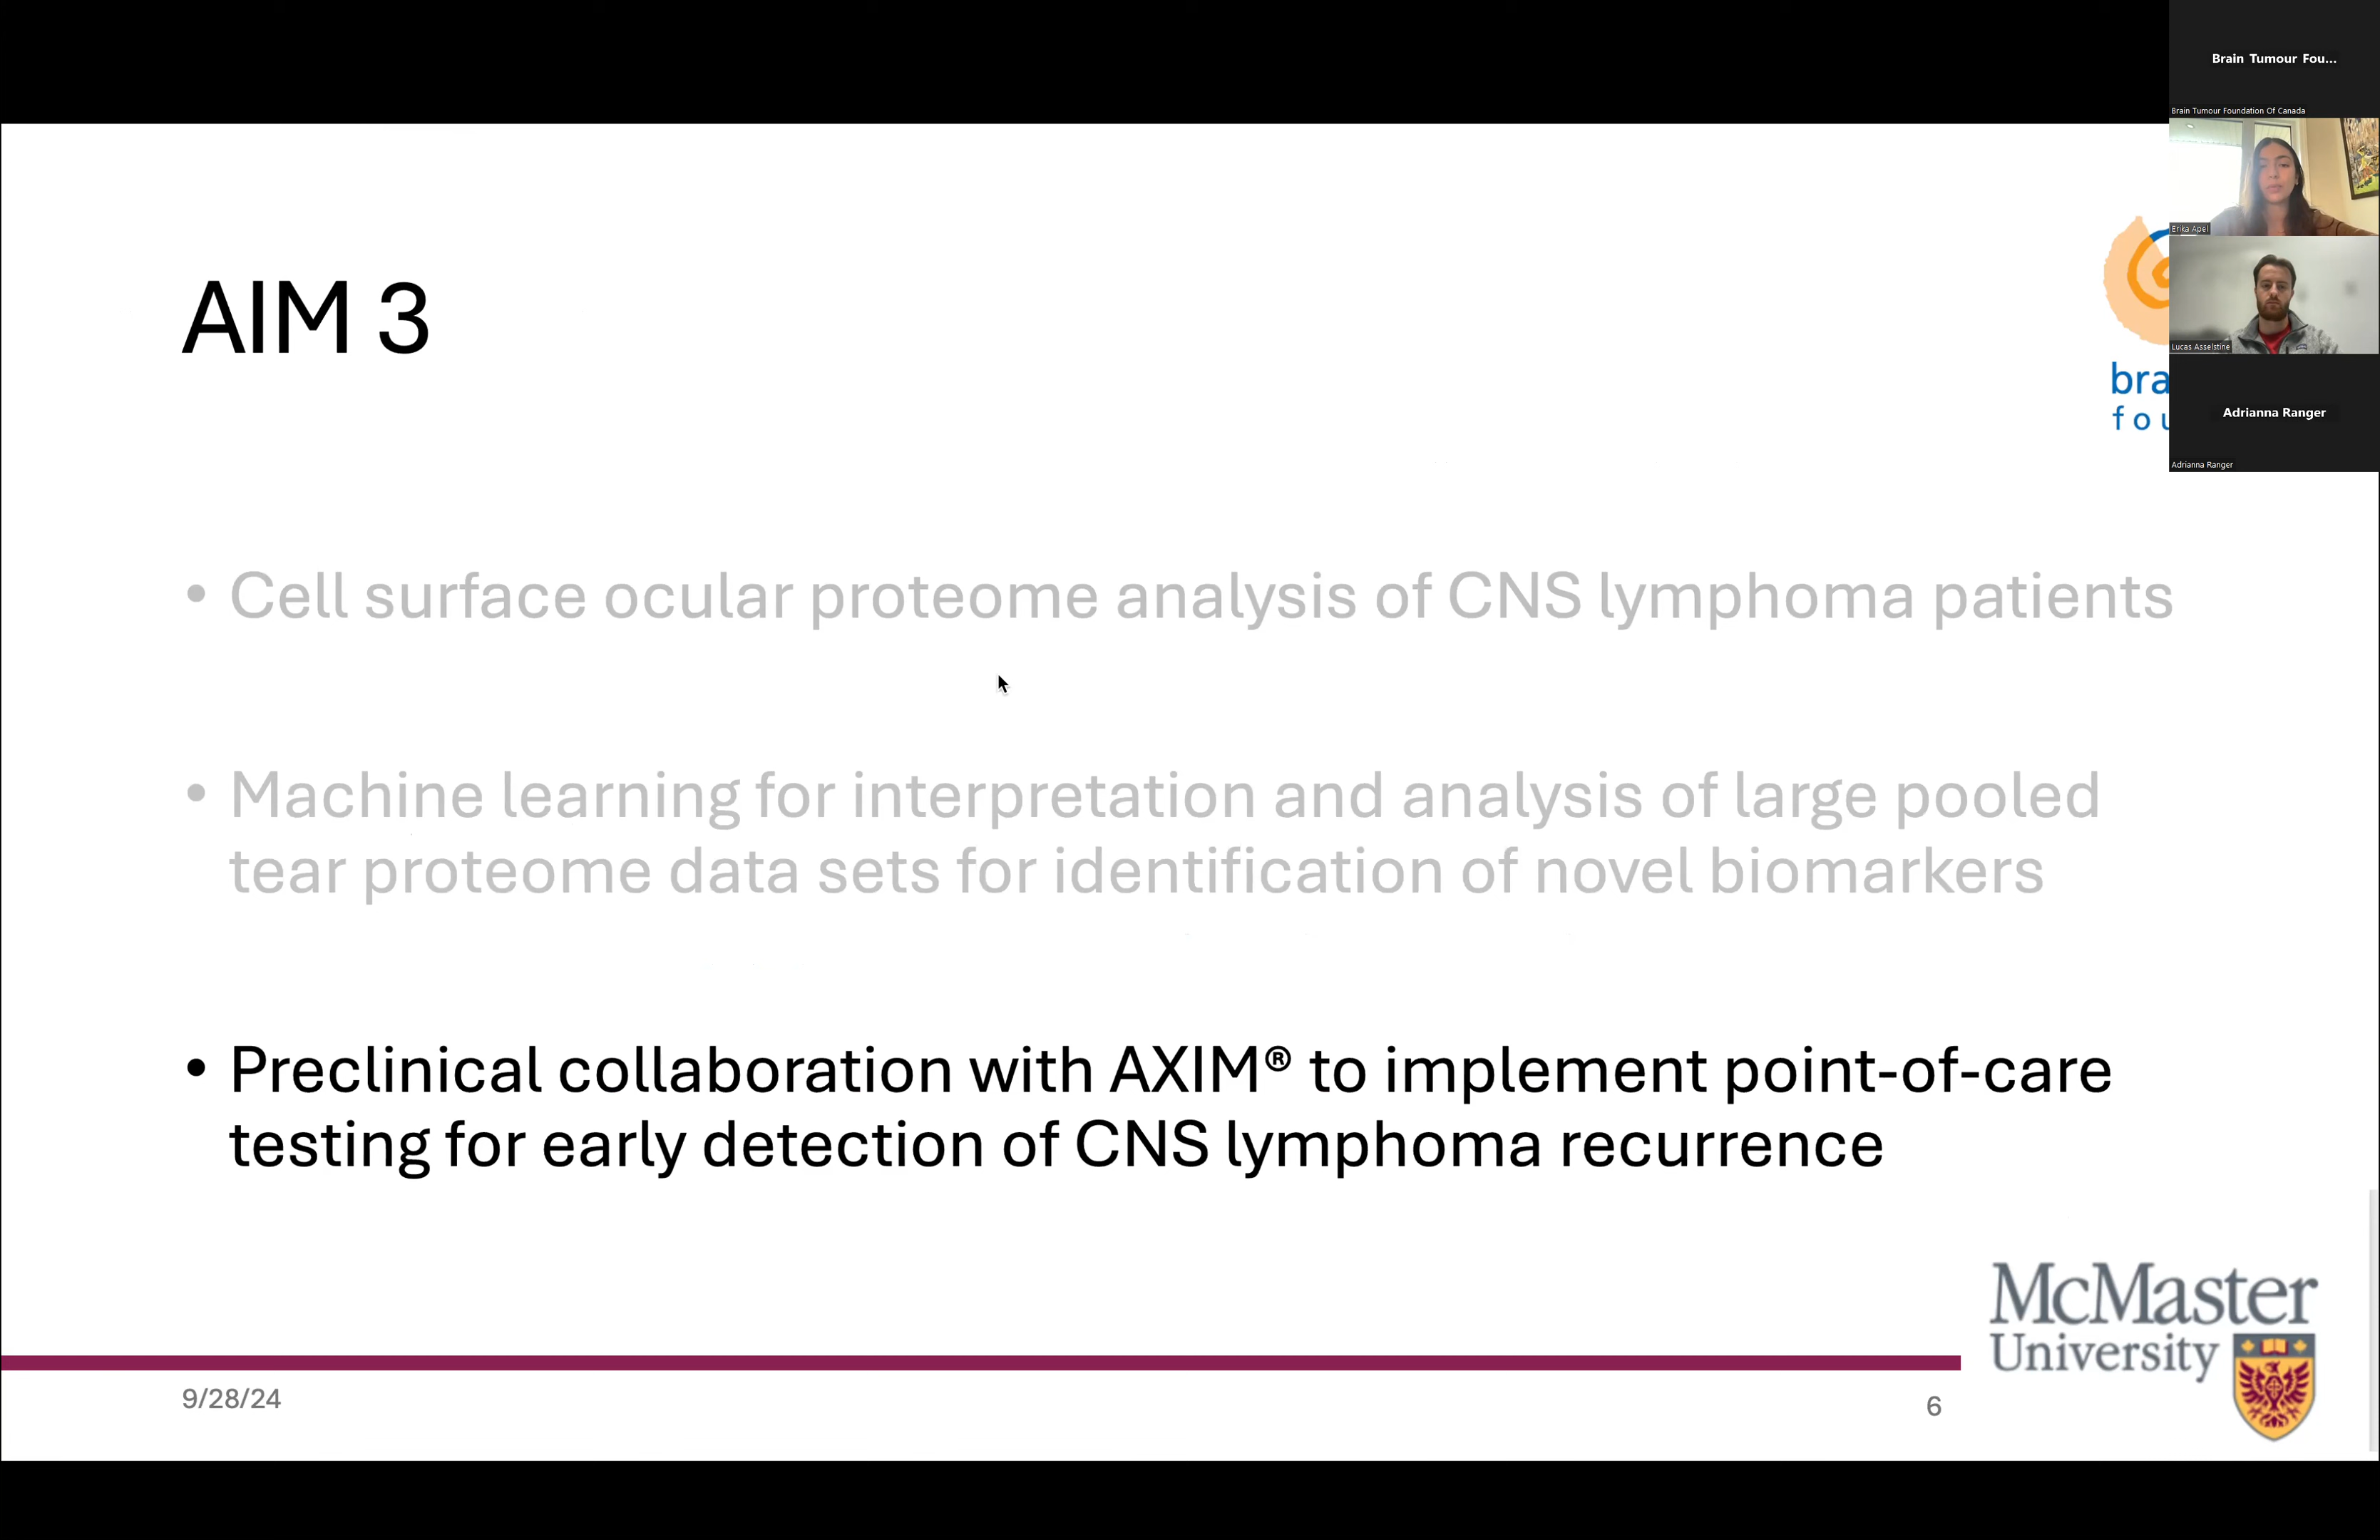 Brain Tumour Fou...
Brain Tumour Foundation Of Canada
Erika Apel
Lucas Asselstine
Adrianna Ranger
Adrianna Ranger
AIM 3
bra
fou
• Cell surface ocular proteome analysis of CNS lymphoma patients
• Machine learning for interpretation and analysis of large pooled
tear proteome data sets for identification of novel biomarkers
• Preclinical collaboration with AXIM® to implement point-of-care
testing for early detection of CNS lymphoma recurrence
McMaster
University
9/28/24
6